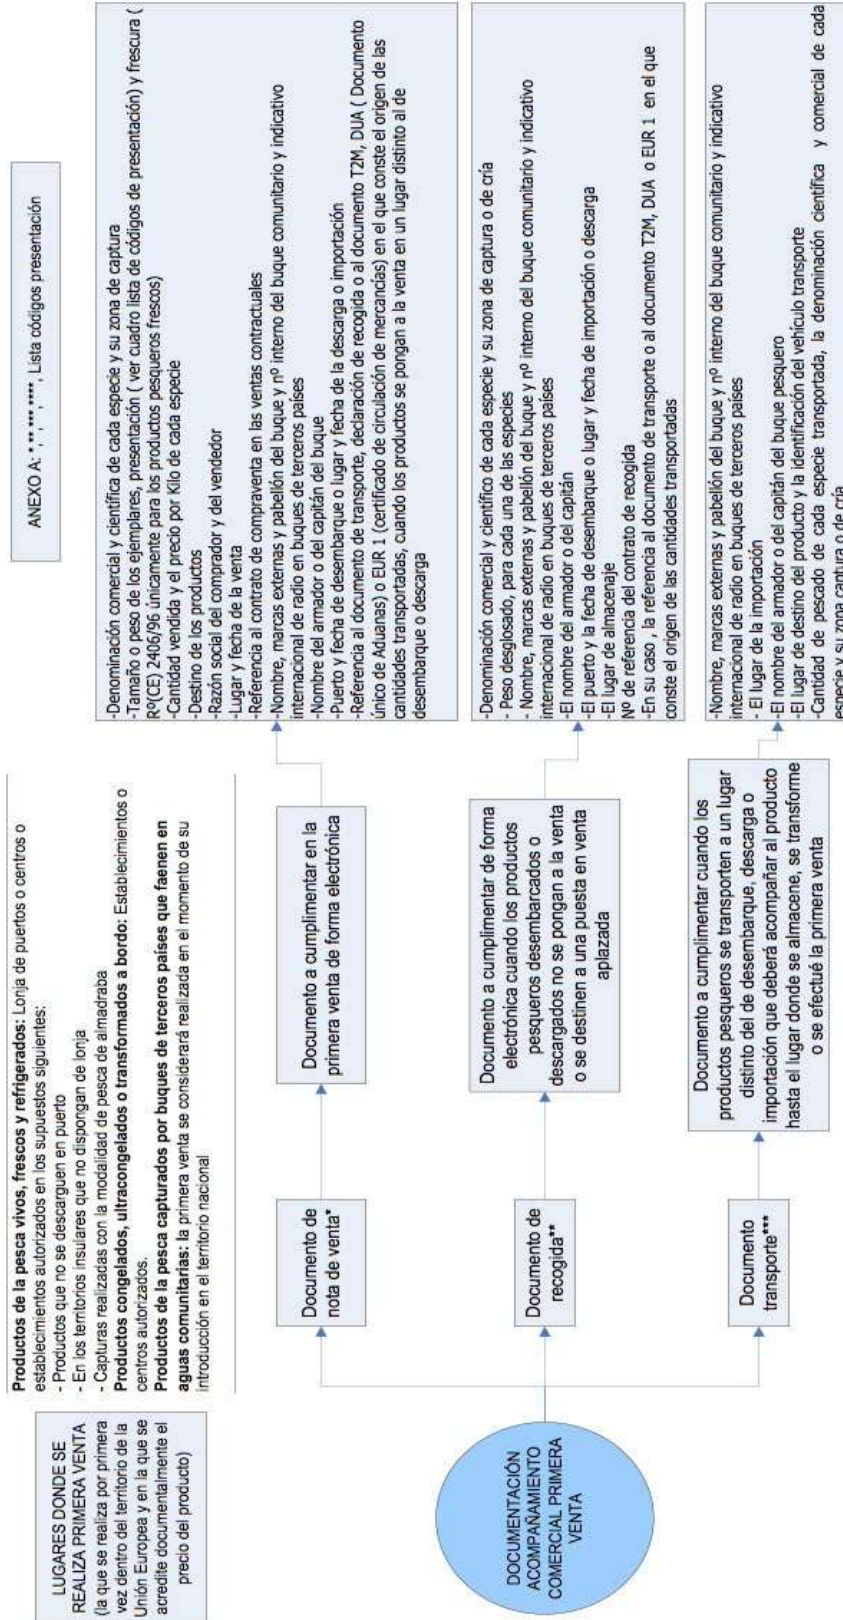 ANEXO A: *,**,***,****, Lista códigos presentación
LUGARES DONDE SE
REALIZA PRIMERA VENTA
(la que se realiza por primera
vez dentro del territorio de la
Unión Europea y en la que se
acredite documentalmente el
precio del producto)
Productos de la pesca vivos, frescos y refrigerados: Lonja de puertos o centros o
establecimientos autorizados en los supuestos siguientes:
- Productos que no se descarguen en puerto
- En los territorios insulares que no dispongan de lonja
- Capturas realizadas con la modalidad de pesca de almadraba
Productos congelados, ultracongelados o transformados a bordo: Establecimientos o
centros autorizados.
Productos de la pesca capturados por buques de terceros países que faenen en
aguas comunitarias: la primera venta se considerará realizada en el momento de su
introducción en el territorio nacional
DOCUMENTACIÓN
ACOMPAÑAMIENTO
COMERCIAL PRIMERA
VENTA
Documento de
nota de venta*
Documento a cumplimentar en la
primera venta de forma electrónica
-Denominación comercial y científica de cada especie y su zona de captura
-Tamaño o peso de los ejemplares, presentación ( ver cuadro lista de códigos de presentación) y frescura (
Rº(CE) 2406/96 únicamente para los productos pesqueros frescos)
-Cantidad vendida y el precio por Kilo de cada especie
-Destino de los productos
-Razón social del comprador y del vendedor
-Lugar y fecha de la venta
-Referencia al contrato de compraventa en las ventas contractuales
-Nombre, marcas externas y pabellón del buque y nº interno del buque comunitario y indicativo
internacional de radio en buques de terceros países
-Nombre del armador o del capitán del buque
-Puerto y fecha de desembarque o lugar y fecha de la descarga o importación
-Referencia al documento de transporte, declaración de recogida o al documento T2M, DUA ( Documento
único de Aduanas) o EUR 1 (certificado de circulación de mercancías) en el que conste el origen de las
cantidades transportadas, cuando los productos se pongan a la venta en un lugar distinto al de
desembarque o descarga
Documento de
recogida**
Documento a cumplimentar de forma
electrónica cuando los productos
pesqueros desembarcados o
descargados no se pongan a la venta
o se destinen a una puesta en venta
aplazada
-Denominación comercial y científico de cada especie y su zona de captura o de cría
- Peso desglosado, para cada una de las especies
- Nombre, marcas externas y pabellón del buque y nº interno del buque comunitario y indicativo
internacional de radio en buques de terceros países
-El nombre del armador o del capitán
-El puerto y la fecha de desembarque o lugar y fecha de importación o descarga
-El lugar de almacenaje
Nº de referencia del contrato de recogida
-En su caso , la referencia al documento de transporte o al documento T2M, DUA o EUR 1 en el que
conste el origen de las cantidades transportadas
Documento
transporte***
Documento a cumplimentar cuando los
productos pesqueros se transporten a un lugar
distinto del de desembarque, descarga o
importación que deberá acompañar al producto
hasta el lugar donde se almacene, se transforme
o se efectué la primera venta
-Nombre, marcas externas y pabellón del buque y nº interno del buque comunitario y indicativo
internacional de radio en buques de terceros países
- El lugar de la importación
-El nombre del armador o del capitán del buque pesquero
-El lugar de destino del producto y la identificación del vehículo transporte
-Cantidad de pescado de cada especie transportada, la denominación científica y comercial de cada
especie y su zona captura o de cría